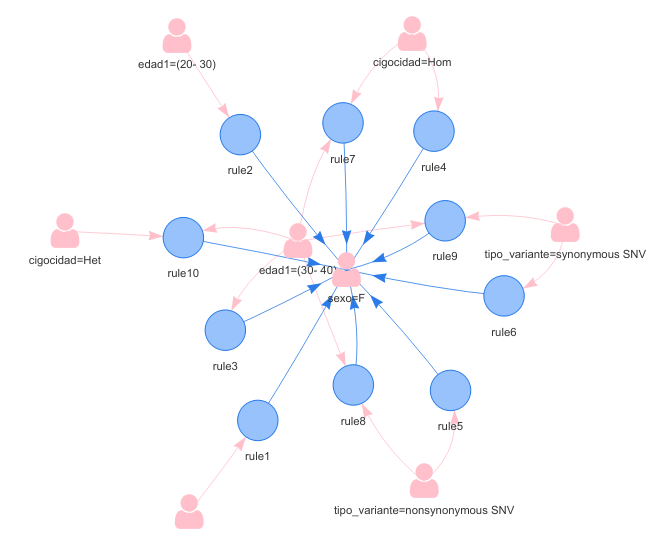 edad1=(20- 30)
cigocidad=Hom
rule2
rule7
rule4
cigocidad=Het
rule10
edad1=(30- 40)
rule9
tipo_variante=synonymous SNV
sexo=F
rule6
rule3
rule8
rule5
rule1
tipo_variante=nonsynonymous SNV